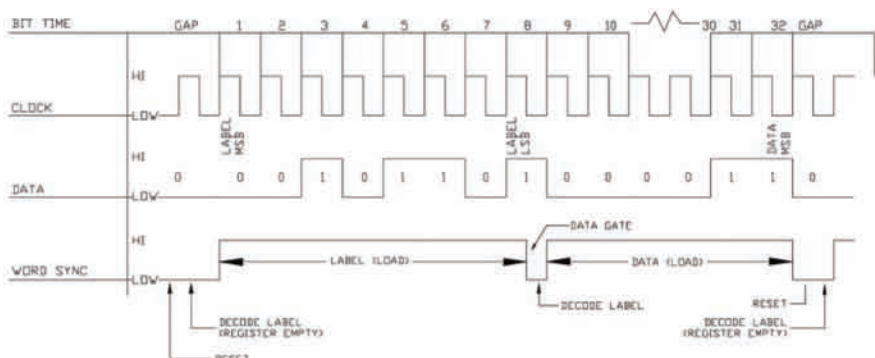 BIT TIME GAP 1 2 3 4 5 6 7 8 9 10 30 31 32 GAP
HI
CLOCK LOW
LABEL MSB
LABEL LSB
DATA MSB
HI
0 0 0 1 0 1 1 0 1 0 0 0 0 1 1 0
DATA LOW
DATA GATE
HI
LABEL (LOAD) DATA (LOAD)
WORD SYNC LOW
DECODE LABEL RESET
DECODE LABEL DECODE LABEL
(REGISTER EMPTY) (REGISTER EMPTY)
RESET